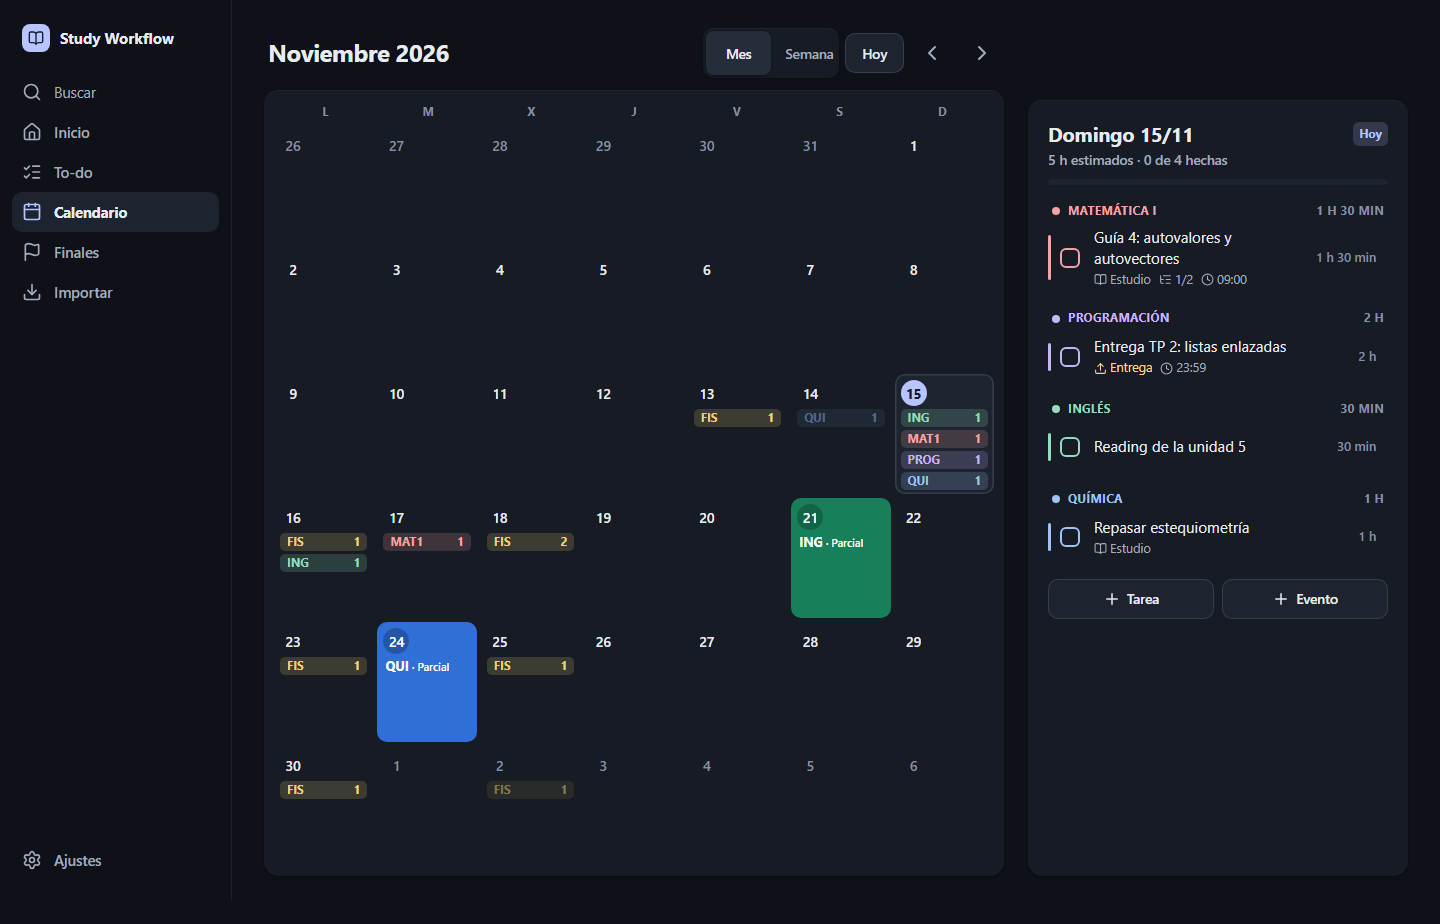 Study Workflow
Buscar
Inicio
To-do
Calendario
Finales
Importar
Ajustes
Noviembre 2026
Mes Semana Hoy
L M X J V S D
26 27 28 29 30 31 1
2 3 4 5 6 7 8
9 10 11 12 13 14 15
FIS 1 QUI 1 ING 1
MAT1 1
PROG 1
QUI 1
16 17 18 19 20 21 22
FIS 1 MAT1 1 FIS 2 ING · Parcial
ING 1
23 24 25 26 27 28 29
FIS 1 QUI · Parcial FIS 1
30 1 2 3 4 5 6
FIS 1 FIS 1
Domingo 15/11 Hoy
5 h estimados · 0 de 4 hechas
MATEMÁTICA I 1 H 30 MIN
Guía 4: autovalores y
autovectores 1 h 30 min
Estudio 1/2 09:00
PROGRAMACIÓN 2 H
Entrega TP 2: listas enlazadas 2 h
Entrega 23:59
INGLÉS 30 MIN
Reading de la unidad 5 30 min
QUÍMICA 1 H
Repasar estequiometría 1 h
Estudio
+ Tarea + Evento